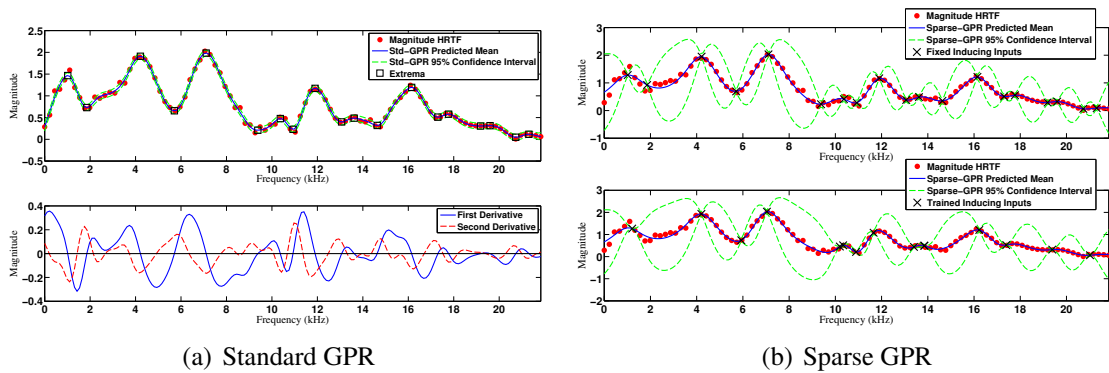 2.5
2
1.5
1
0.5
0
-0.5
Magnitude
Magnitude HRTF
Std-GPR Predicted Mean
Std-GPR 95% Confidence Interval
Extrema
0 2 4 6 8 10 12 14 16 18 20
Frequency (kHz)
0.4
0.2
0
-0.2
-0.4
Magnitude
First Derivative
Second Derivative
0 2 4 6 8 10 12 14 16 18 20
Frequency (kHz)
(a) Standard GPR
3
2
1
0
-1
Magnitude
Magnitude HRTF
Sparse-GPR Predicted Mean
Sparse-GPR 95% Confidence Interval
Fixed Inducing Inputs
0 2 4 6 8 10 12 14 16 18 20
Frequency (kHz)
3
2
1
0
-1
-2
Magnitude
Magnitude HRTF
Sparse-GPR Predicted Mean
Sparse-GPR 95% Confidence Interval
Trained Inducing Inputs
0 2 4 6 8 10 12 14 16 18 20
Frequency (kHz)
(b) Sparse GPR